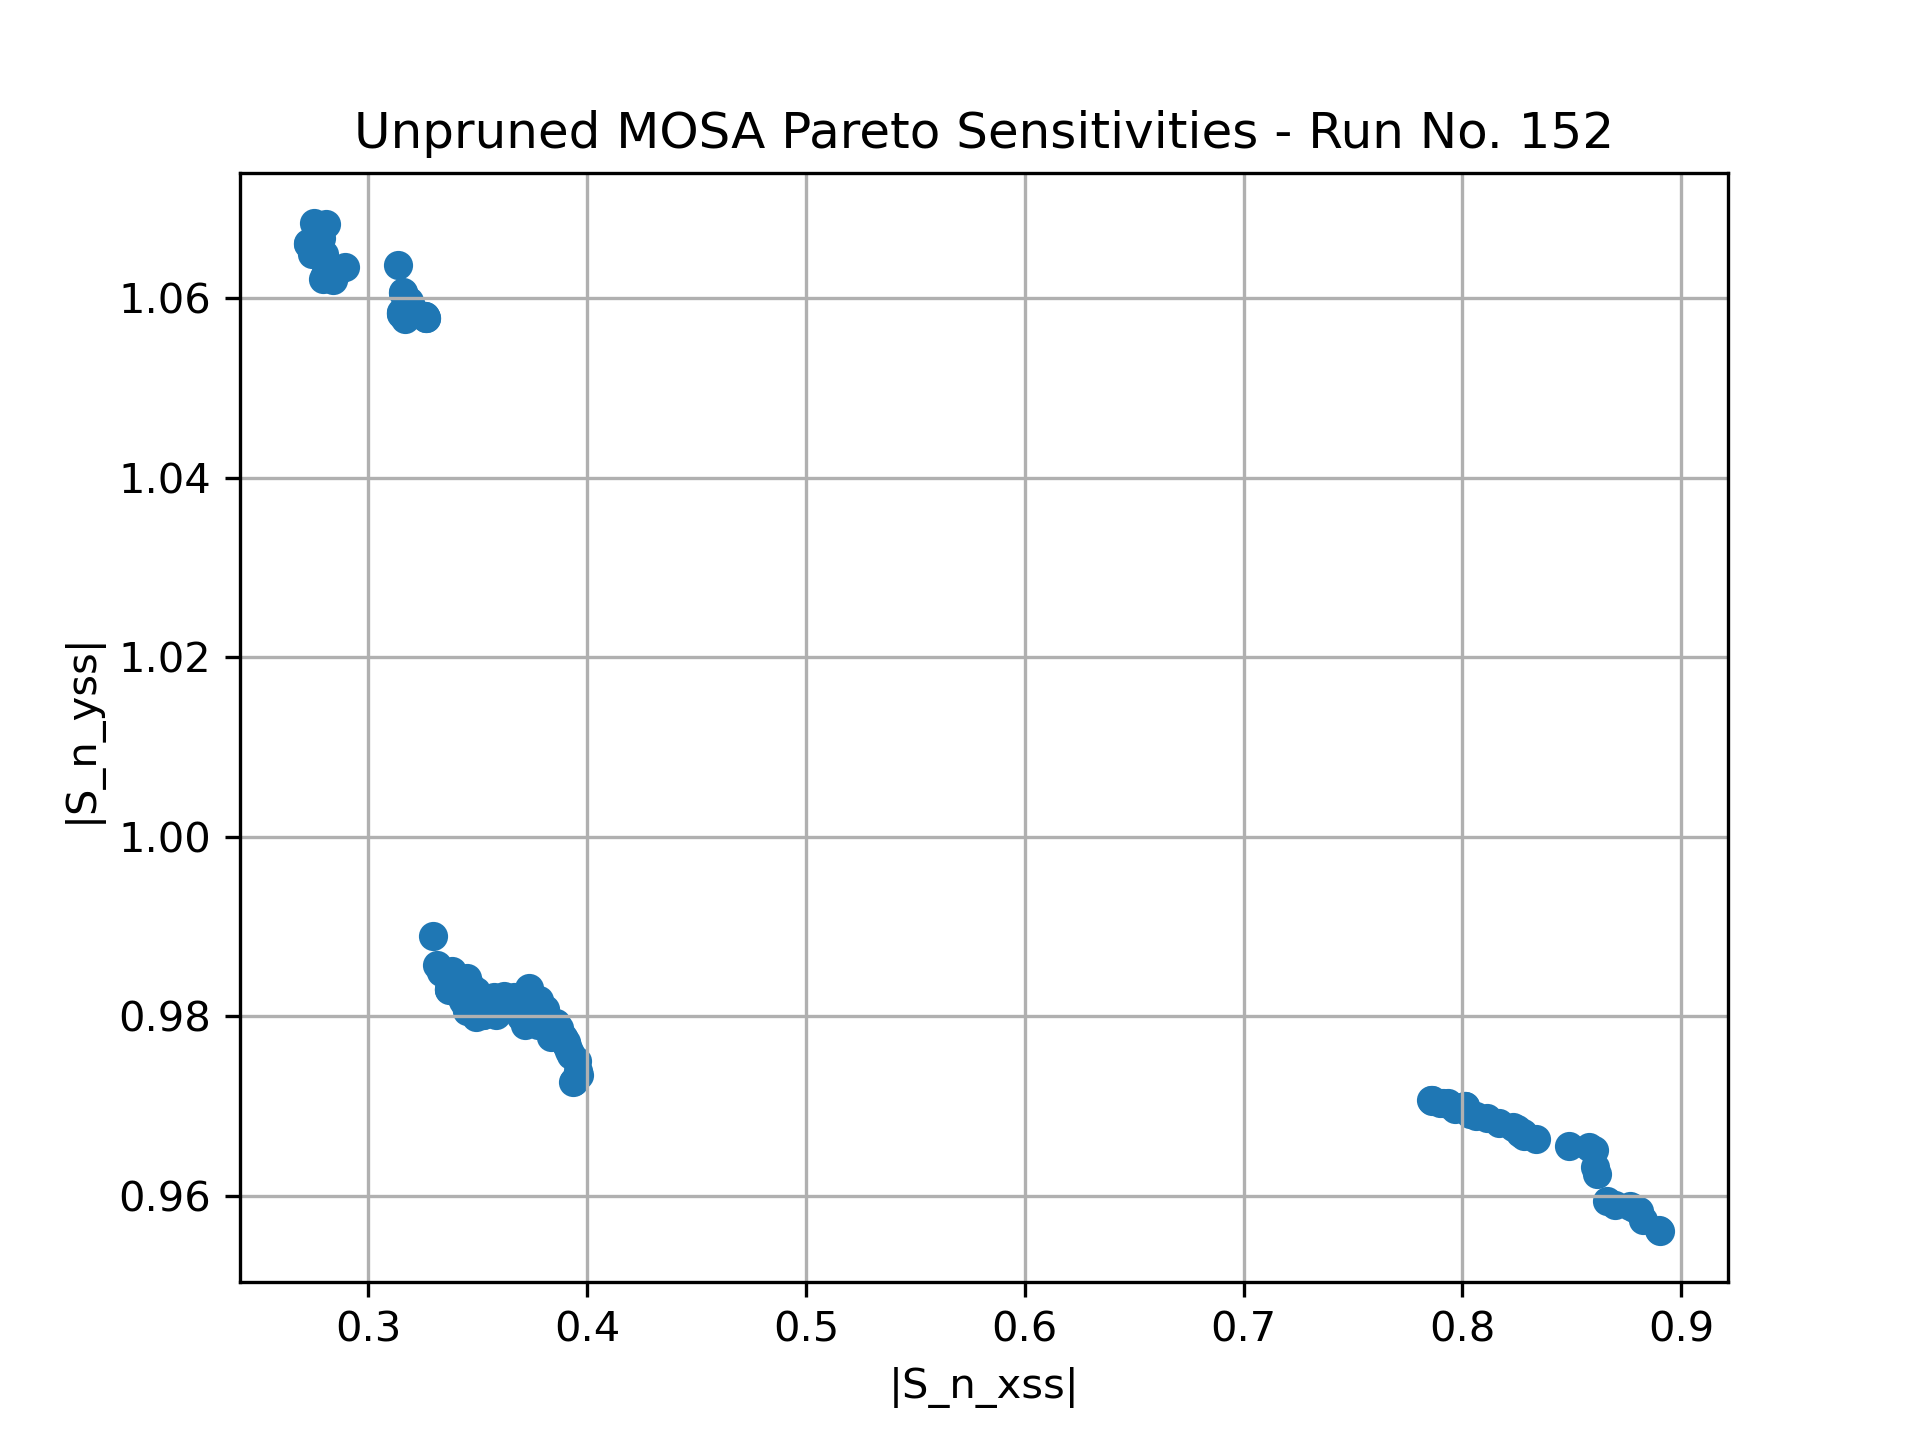 Unpruned MOSA Pareto Sensitivities - Run No. 152
|S_n_yss|
1.06
1.04
1.02
1.00
0.98
0.96
0.3 0.4 0.5 0.6 0.7 0.8 0.9
|S_n_xss|